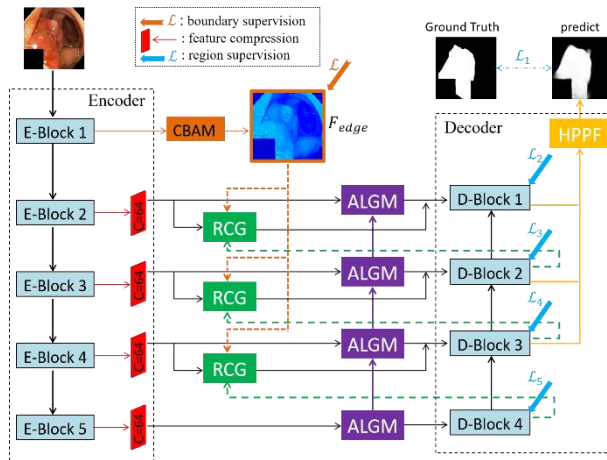 ℒ : boundary supervision
: feature compression
ℒ : region supervision
Ground Truth
predict
ℒ1
ℒ
Encoder
Decoder
E-Block 1
CBAM
F_edge
HPPF
ℒ2
E-Block 2
C=64
ALGM
D-Block 1
RCG
ℒ3
E-Block 3
C=64
ALGM
D-Block 2
RCG
ℒ4
E-Block 4
C=64
ALGM
D-Block 3
RCG
ℒ5
E-Block 5
C=64
ALGM
D-Block 4